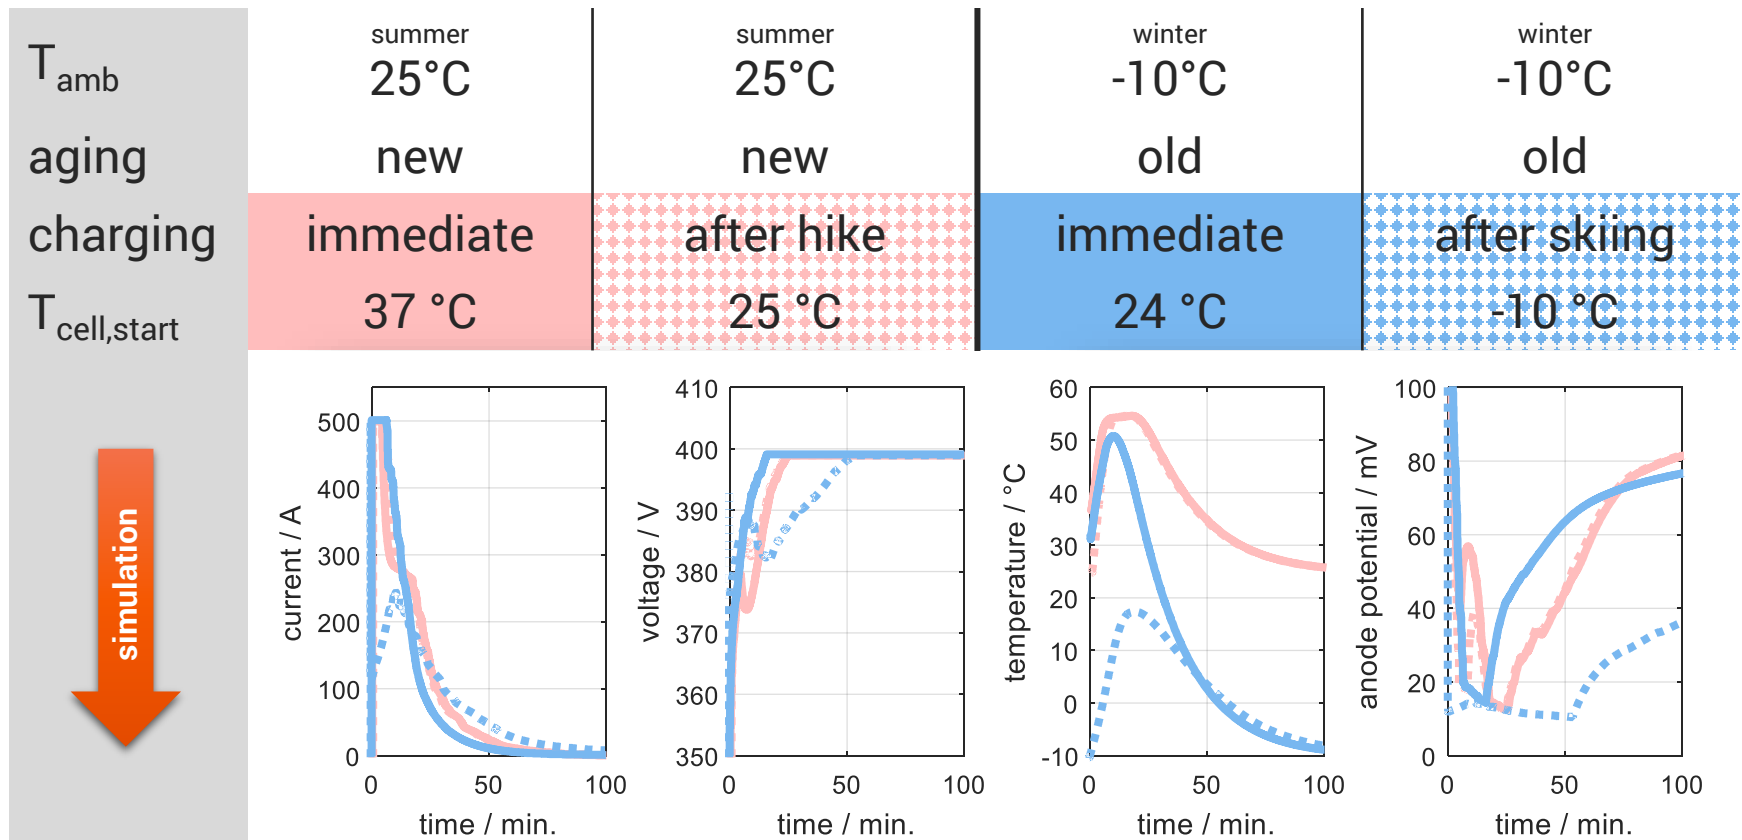 T_amb
summer
25°C
summer
25°C
winter
-10°C
winter
-10°C
aging
new
new
old
old
charging
immediate
after hike
immediate
after skiing
T_cell,start
37 °C
25 °C
24 °C
-10 °C
simulation
current / A
500
400
300
200
100
0
0
50
100
time / min.
voltage / V
410
400
390
380
370
360
350
0
50
100
time / min.
temperature / °C
60
50
40
30
20
10
0
-10
0
50
100
time / min.
anode potential / mV
100
80
60
40
20
0
0
50
100
time / min.